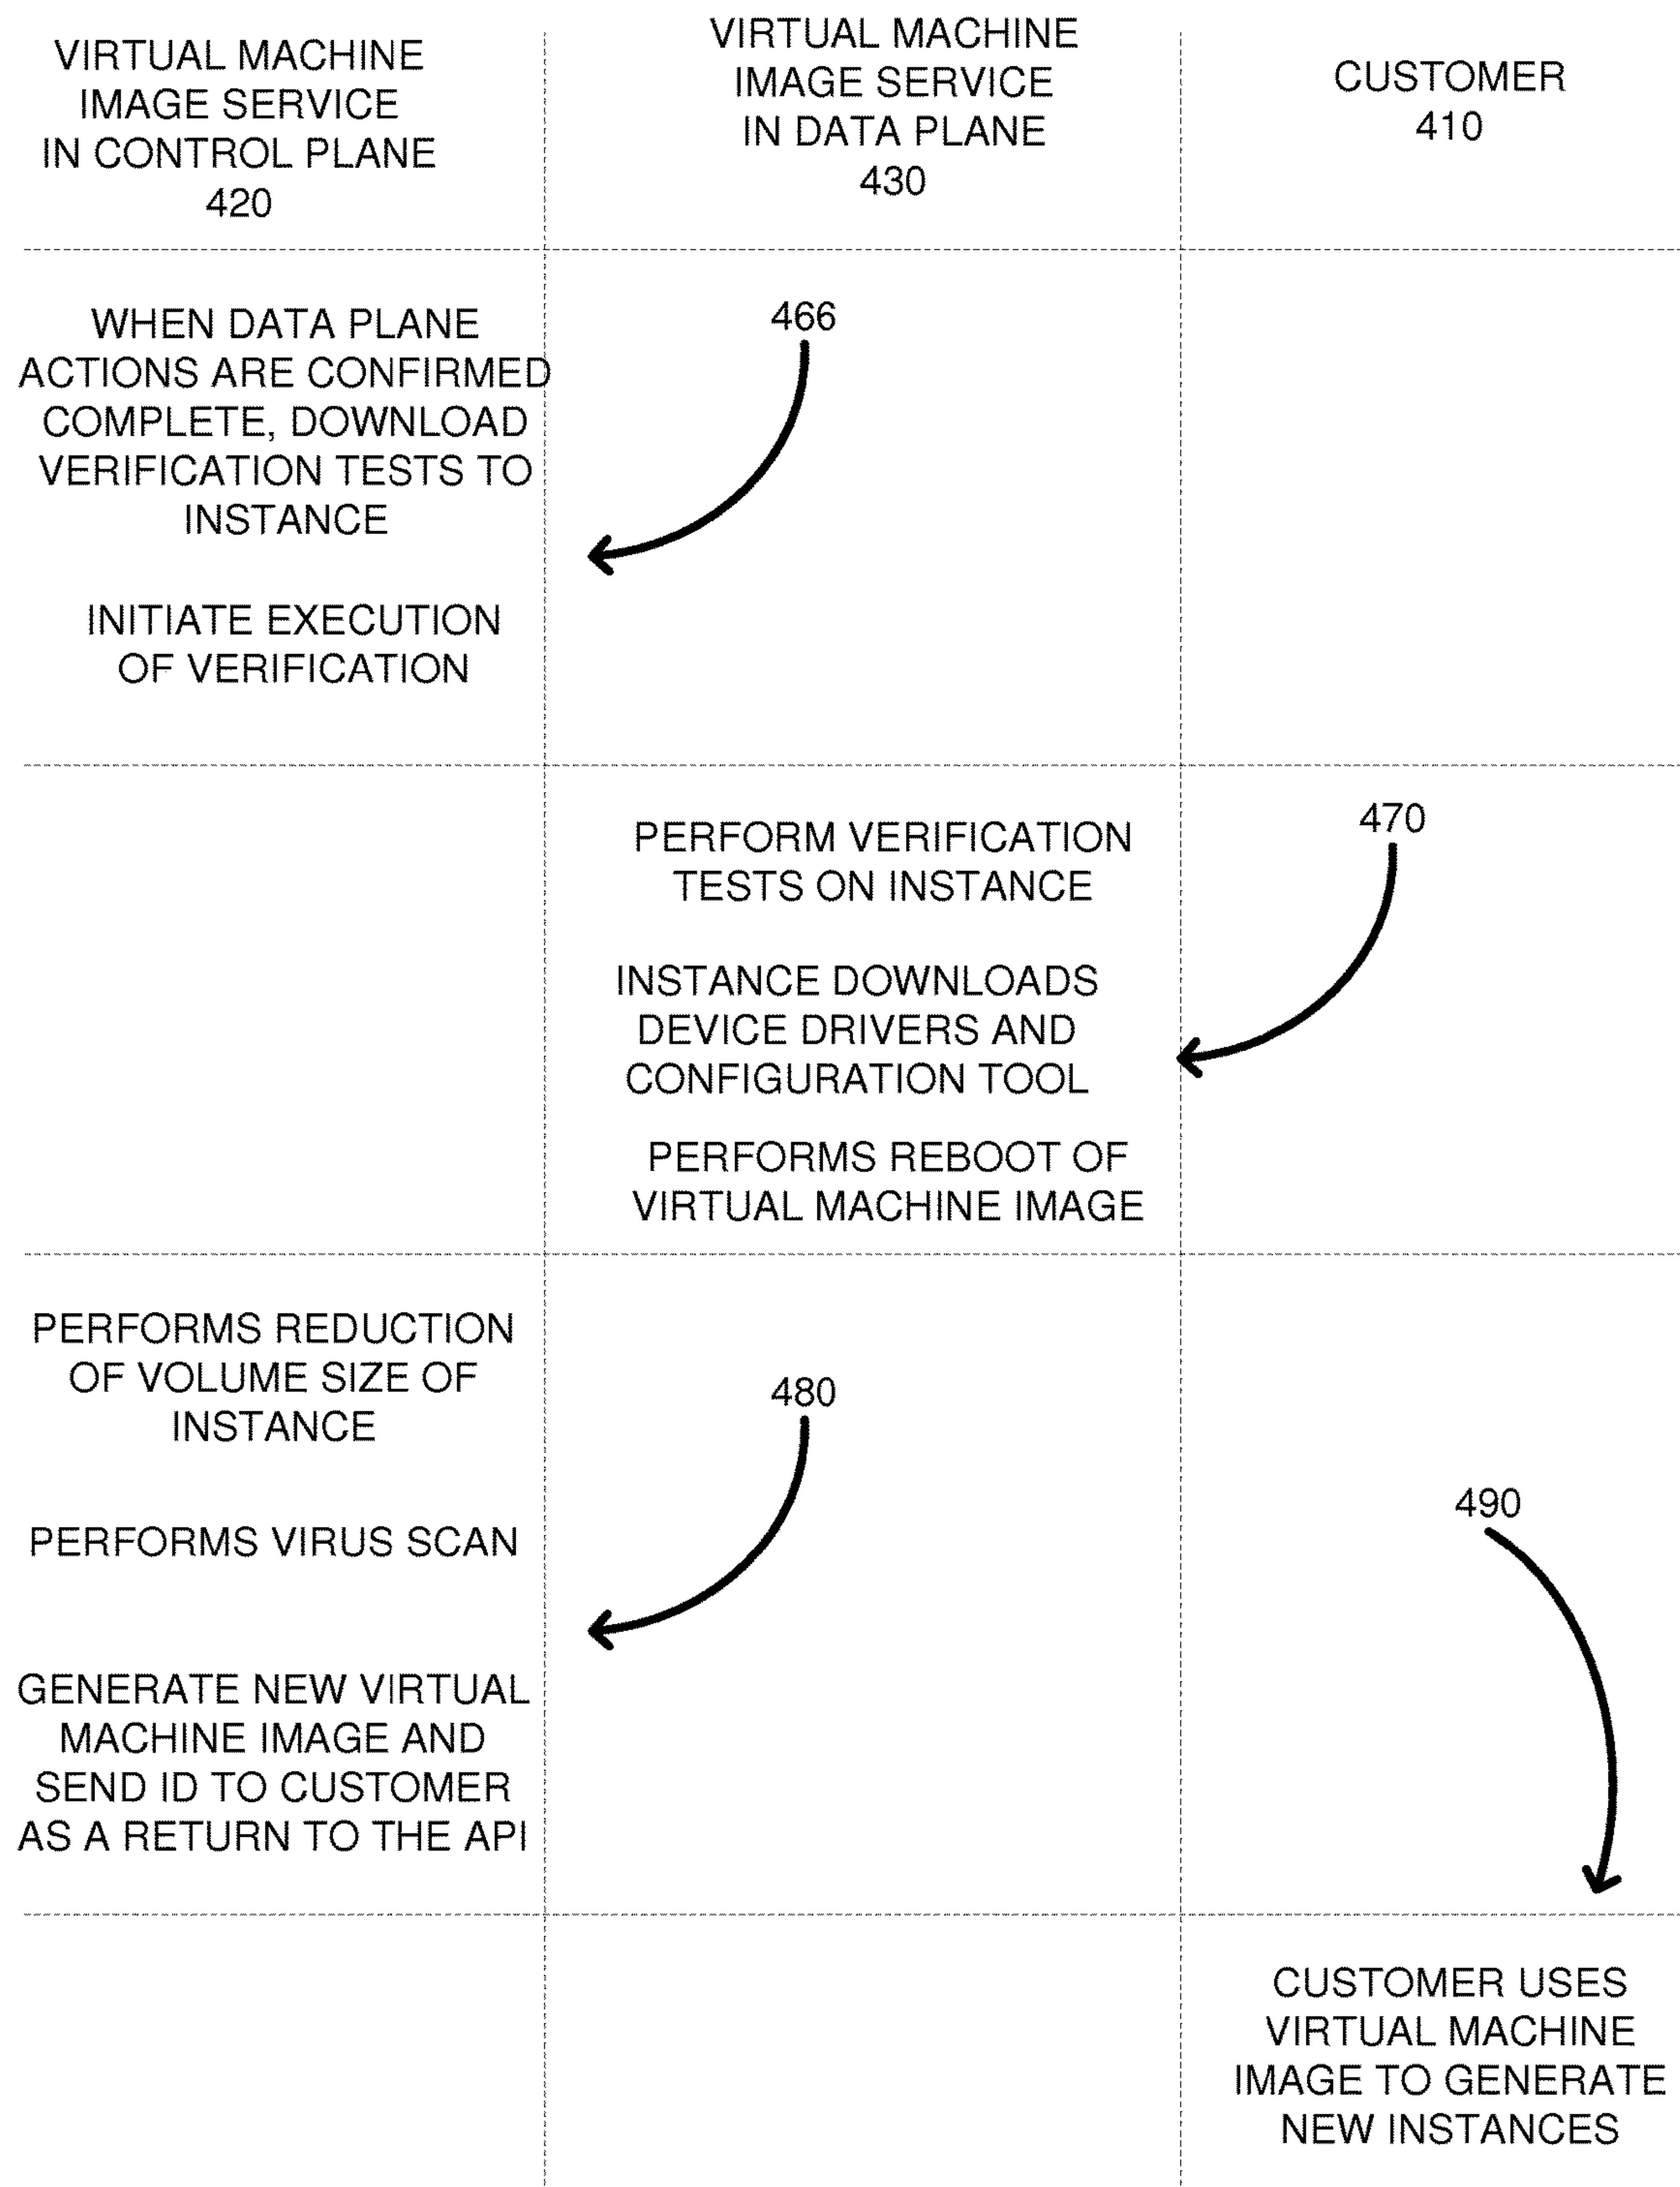 VIRTUAL MACHINE
IMAGE SERVICE
IN CONTROL PLANE
420
VIRTUAL MACHINE
IMAGE SERVICE
IN DATA PLANE
430
CUSTOMER
410
WHEN DATA PLANE
ACTIONS ARE CONFIRMED
COMPLETE, DOWNLOAD
VERIFICATION TESTS TO
INSTANCE
INITIATE EXECUTION
OF VERIFICATION
466
PERFORM VERIFICATION
TESTS ON INSTANCE
INSTANCE DOWNLOADS
DEVICE DRIVERS AND
CONFIGURATION TOOL
PERFORMS REBOOT OF
VIRTUAL MACHINE IMAGE
470
PERFORMS REDUCTION
OF VOLUME SIZE OF
INSTANCE
PERFORMS VIRUS SCAN
GENERATE NEW VIRTUAL
MACHINE IMAGE AND
SEND ID TO CUSTOMER
AS A RETURN TO THE API
480
490
CUSTOMER USES
VIRTUAL MACHINE
IMAGE TO GENERATE
NEW INSTANCES